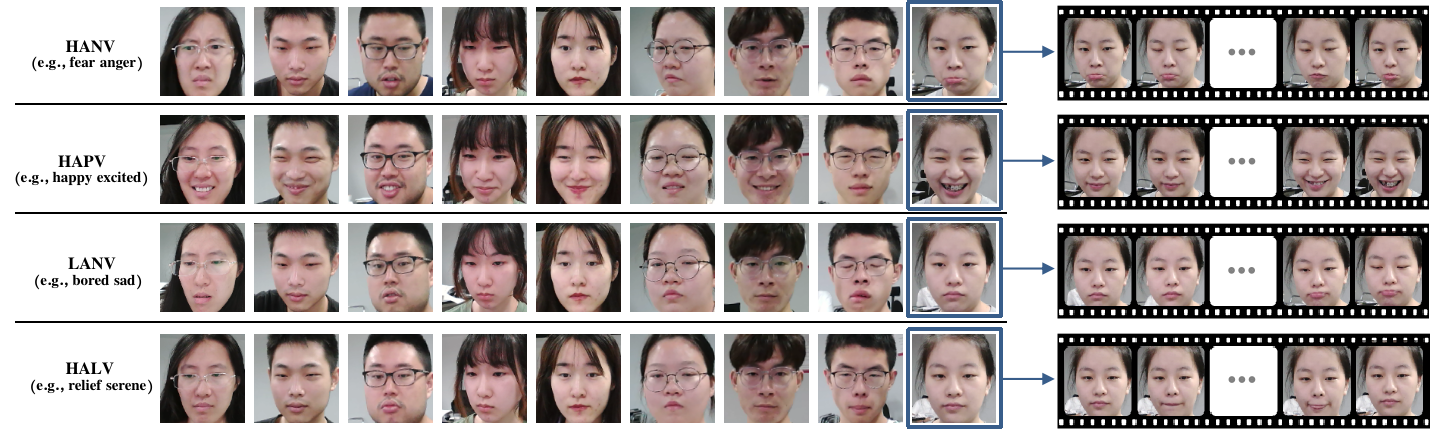 HANV
(e.g., fear anger)
HAPV
(e.g., happy excited)
LANV
(e.g., bored sad)
HALV
(e.g., relief serene)